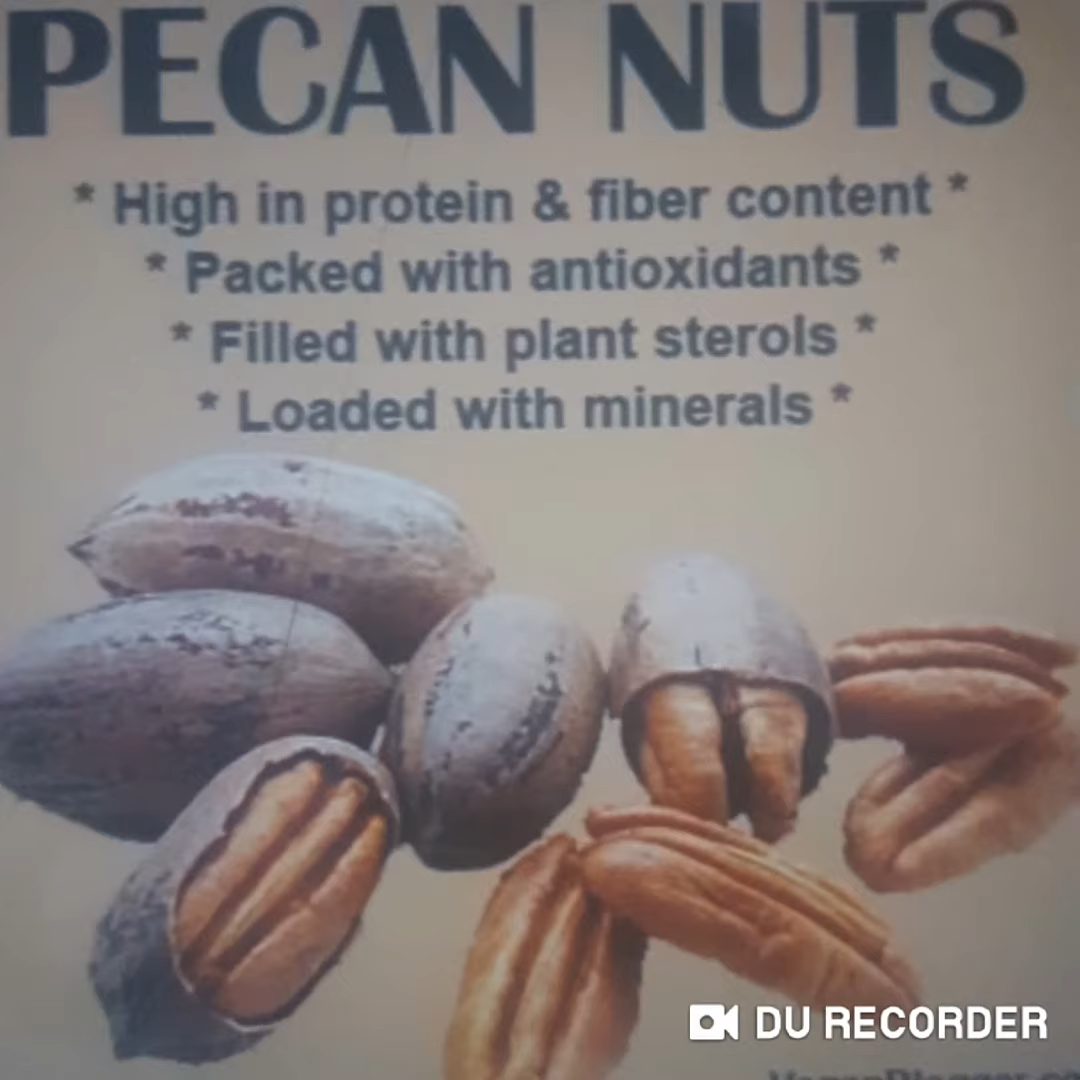 PECAN NUTS
* High in protein & fiber content *
* Packed with antioxidants *
* Filled with plant sterols *
* Loaded with minerals *
DU RECORDER